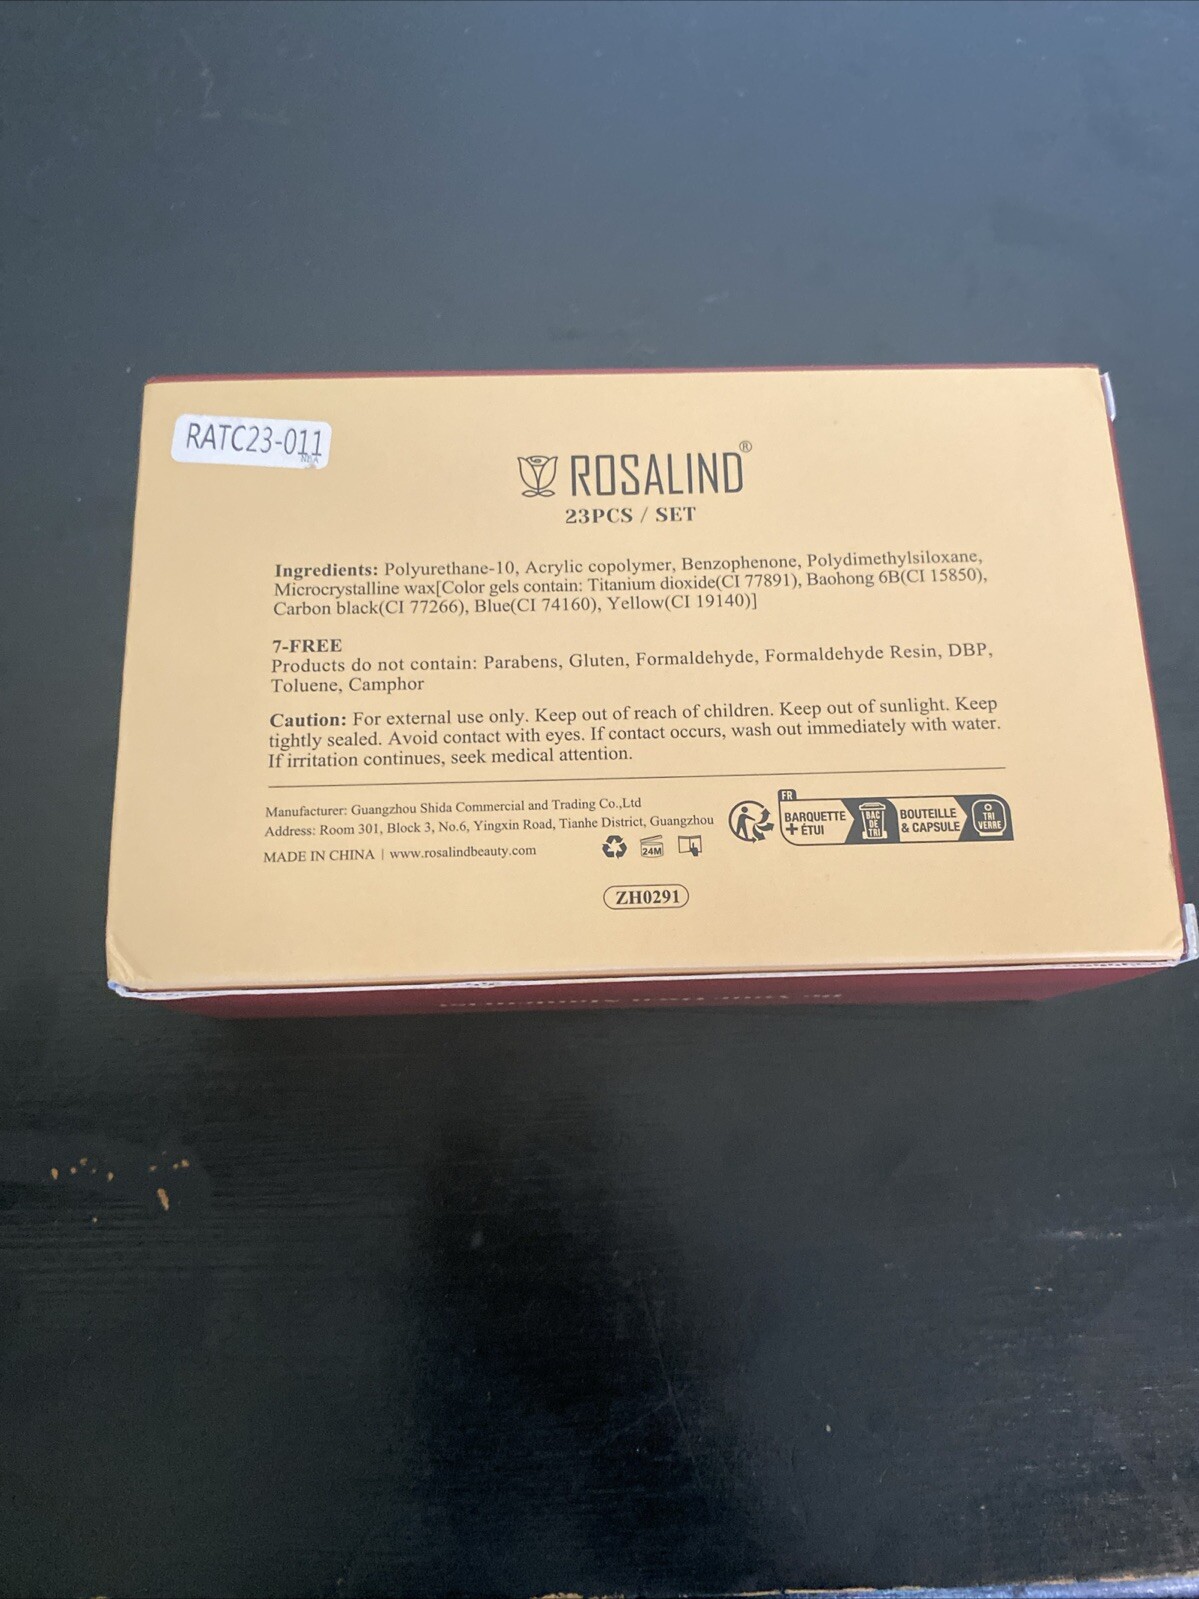 RATC23-011
ROSALIND®
23PCS / SET
Ingredients: Polyurethane-10, Acrylic copolymer, Benzophenone, Polydimethylsiloxane,
Microcrystalline wax[Color gels contain: Titanium dioxide(CI 77891), Baohong 6B(CI 15850),
Carbon black(CI 77266), Blue(CI 74160), Yellow(CI 19140)]
7-FREE
Products do not contain: Parabens, Gluten, Formaldehyde, Formaldehyde Resin, DBP,
Toluene, Camphor
Caution: For external use only. Keep out of reach of children. Keep out of sunlight. Keep
tightly sealed. Avoid contact with eyes. If contact occurs, wash out immediately with water.
If irritation continues, seek medical attention.
Manufacturer: Guangzhou Shida Commercial and Trading Co.,Ltd
Address: Room 301, Block 3, No.6, Yingxin Road, Tianhe District, Guangzhou
MADE IN CHINA | www.rosalindbeauty.com
24M
FR
BARQUETTE
+ ÉTUI
BAC
DE
TRI
BOUTEILLE
& CAPSULE
TRI
VERRE
ZH0291